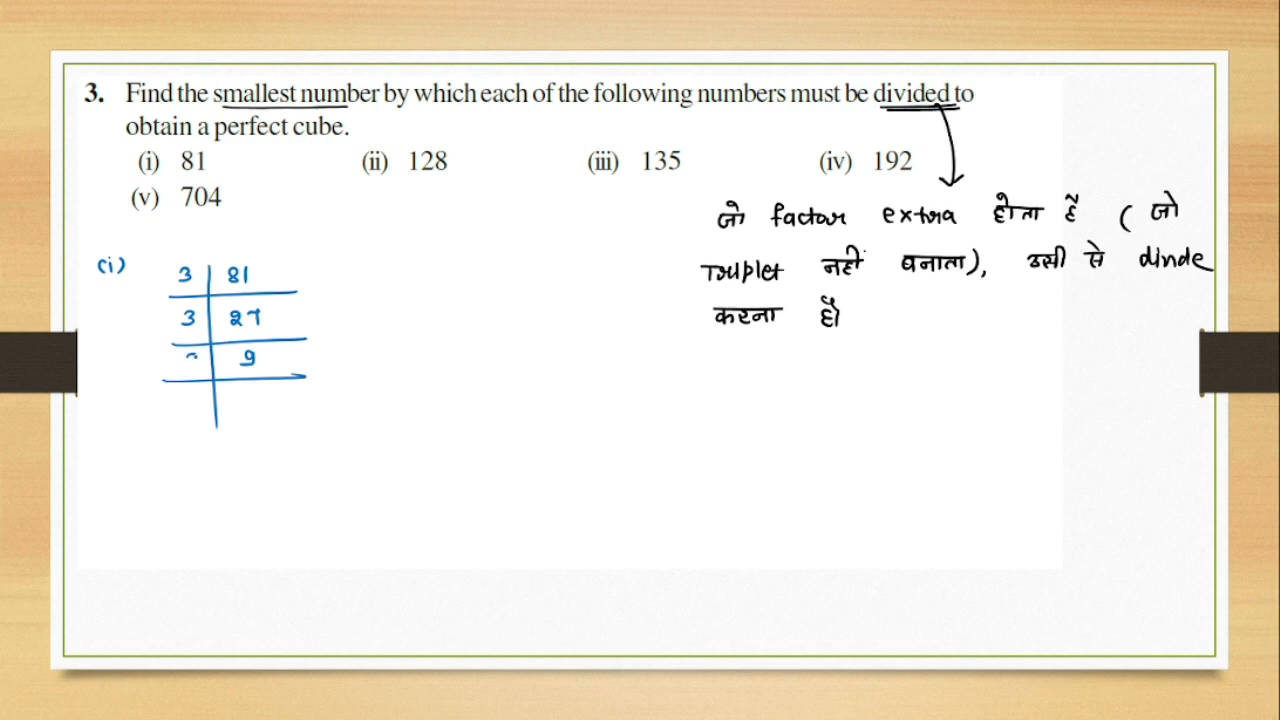 3. Find the smallest number by which each of the following numbers must be divided to
obtain a perfect cube.
(i) 81 (ii) 128 (iii) 135 (iv) 192
(v) 704
जो factor extra होता है ( जो
Triplet नहीं बनाता), उसी से divide
करना है।
(i)
3 | 81
3 | 27
9